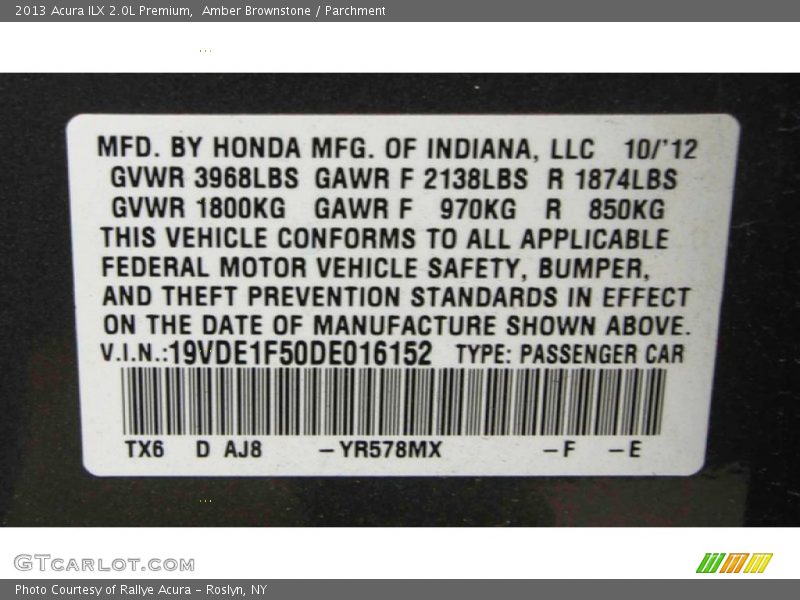 2013 Acura ILX 2.0L Premium, Amber Brownstone / Parchment
MFD. BY HONDA MFG. OF INDIANA, LLC 10/'12
GVWR 3968LBS GAWR F 2138LBS R 1874LBS
GVWR 1800KG GAWR F 970KG R 850KG
THIS VEHICLE CONFORMS TO ALL APPLICABLE
FEDERAL MOTOR VEHICLE SAFETY, BUMPER,
AND THEFT PREVENTION STANDARDS IN EFFECT
ON THE DATE OF MANUFACTURE SHOWN ABOVE.
V.I.N.:19VDE1F50DE016152 TYPE: PASSENGER CAR
TX6 D AJ8 -YR578MX -F -E
GTCARLOT.COM
Photo Courtesy of Rallye Acura - Roslyn, NY